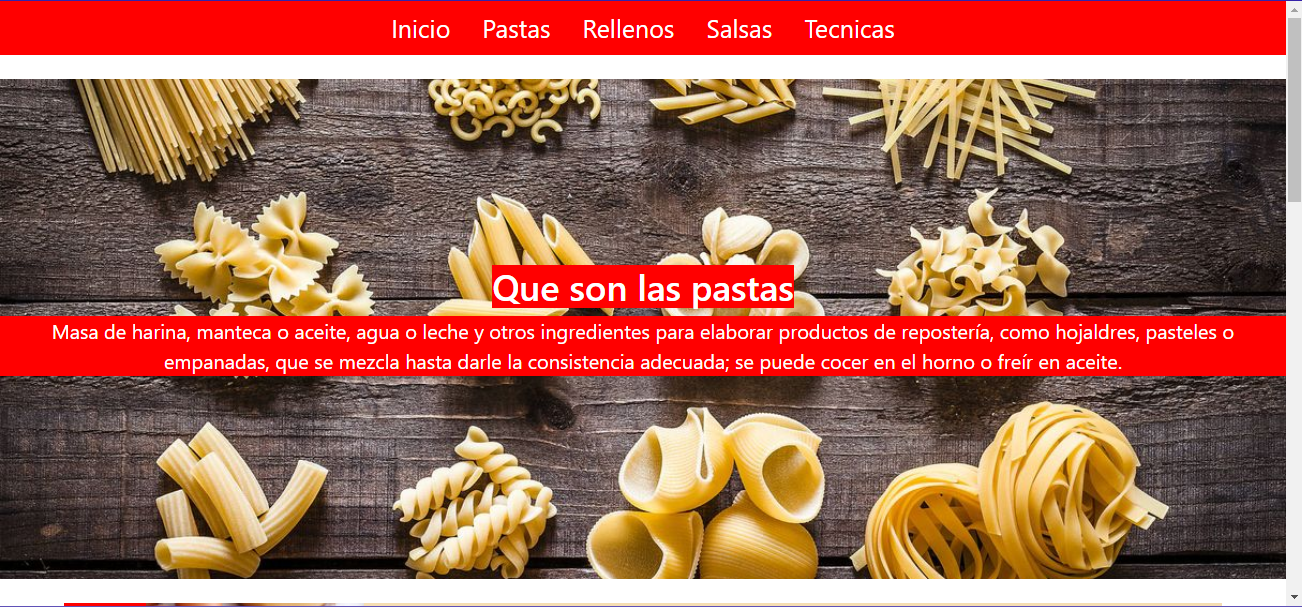 Inicio Pastas Rellenos Salsas Tecnicas
Que son las pastas
Masa de harina, manteca o aceite, agua o leche y otros ingredientes para elaborar productos de repostería, como hojaldres, pasteles o
empanadas, que se mezcla hasta darle la consistencia adecuada; se puede cocer en el horno o freír en aceite.